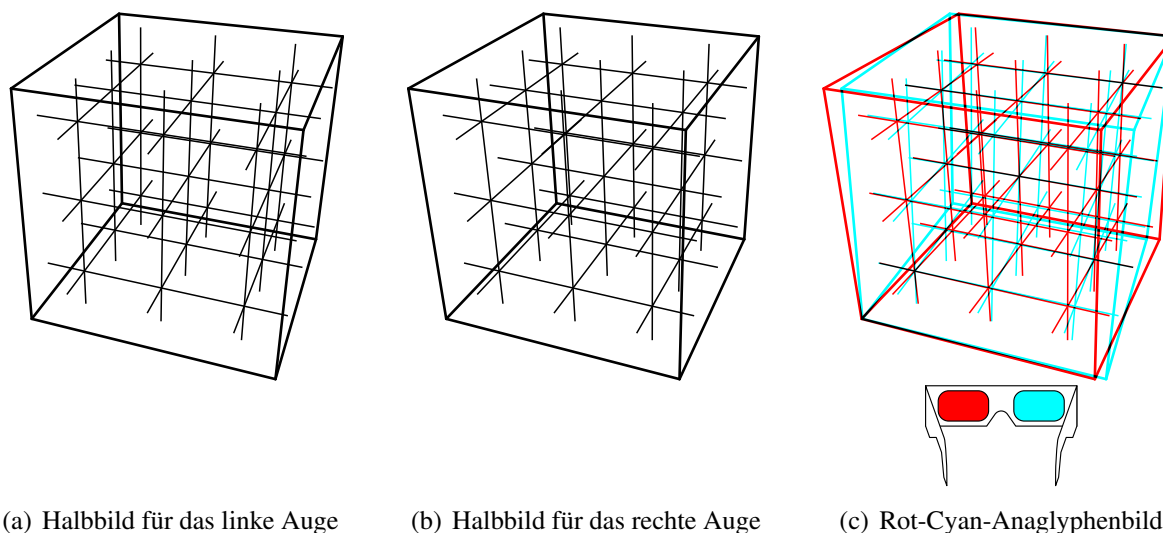 (a) Halbbild für das linke Auge
(b) Halbbild für das rechte Auge
(c) Rot-Cyan-Anaglyphenbild